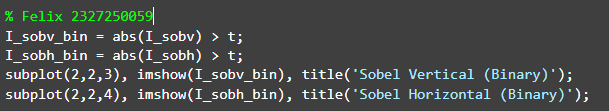 % Felix 2327250059
I_sobv_bin = abs(I_sobv) > t;
I_sobh_bin = abs(I_sobh) > t;
subplot(2,2,3), imshow(I_sobv_bin), title('Sobel Vertical (Binary)');
subplot(2,2,4), imshow(I_sobh_bin), title('Sobel Horizontal (Binary)');